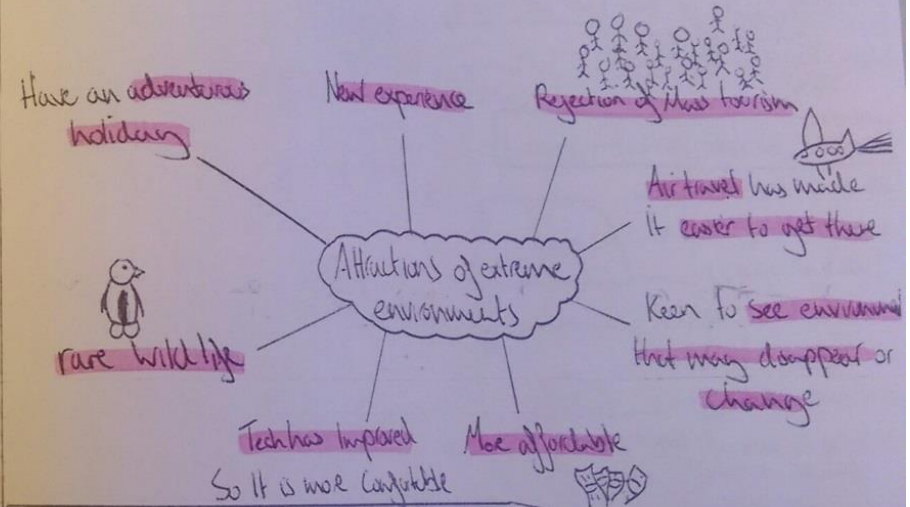 Have an adventurous
holiday
New experience
Rejection of Mass tourism
Air travel has made
it easier to get there
Attractions of extreme
environments
Keen to see environment
that may disappear or
change
rare wildlife
Tech has improved
So it is more comfortable
More affordable